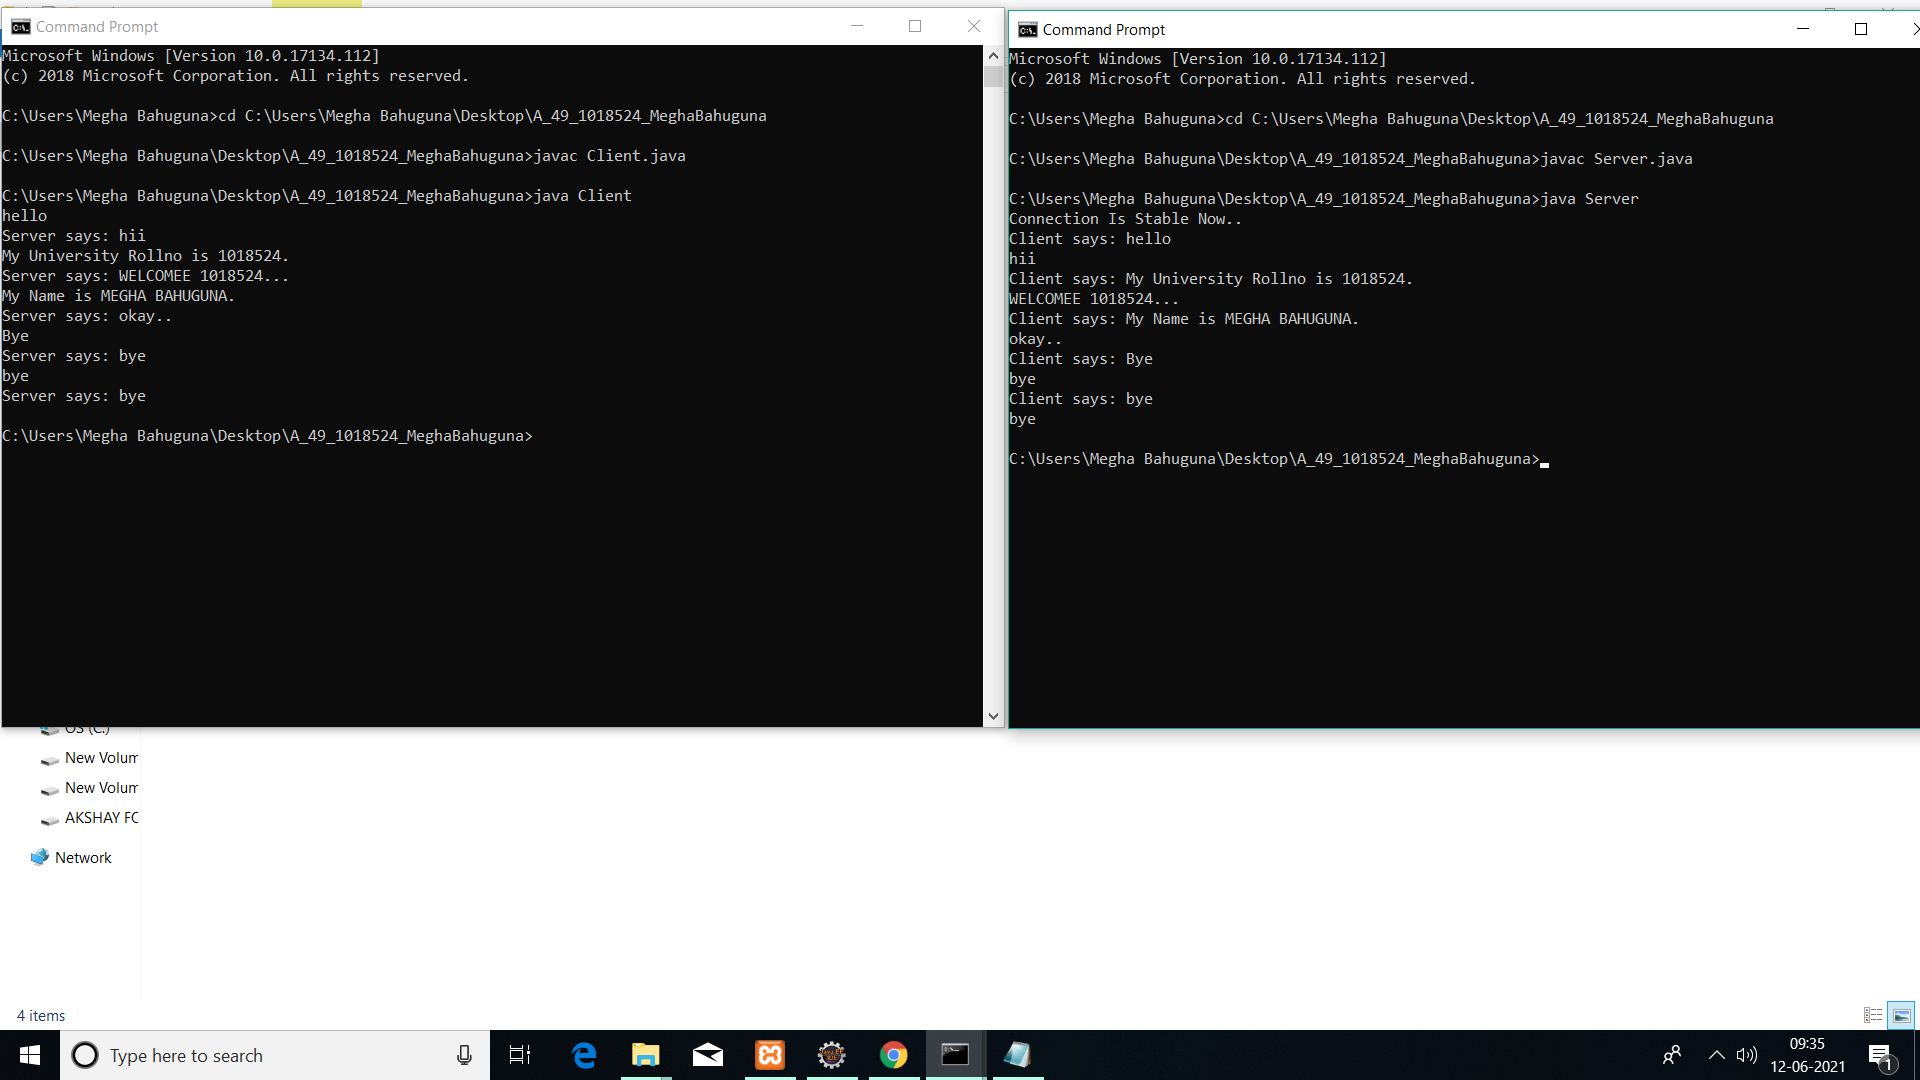 Command Prompt
Microsoft Windows [Version 10.0.17134.112]
(c) 2018 Microsoft Corporation. All rights reserved.
C:\Users\Megha Bahuguna>cd C:\Users\Megha Bahuguna\Desktop\A_49_1018524_MeghaBahuguna
C:\Users\Megha Bahuguna\Desktop\A_49_1018524_MeghaBahuguna>javac Client.java
C:\Users\Megha Bahuguna\Desktop\A_49_1018524_MeghaBahuguna>java Client
hello
Server says: hii
My University Rollno is 1018524.
Server says: WELCOMEE 1018524...
My Name is MEGHA BAHUGUNA.
Server says: okay..
Bye
Server says: bye
bye
Server says: bye
C:\Users\Megha Bahuguna\Desktop\A_49_1018524_MeghaBahuguna>
Command Prompt
Microsoft Windows [Version 10.0.17134.112]
(c) 2018 Microsoft Corporation. All rights reserved.
C:\Users\Megha Bahuguna>cd C:\Users\Megha Bahuguna\Desktop\A_49_1018524_MeghaBahuguna
C:\Users\Megha Bahuguna\Desktop\A_49_1018524_MeghaBahuguna>javac Server.java
C:\Users\Megha Bahuguna\Desktop\A_49_1018524_MeghaBahuguna>java Server
Connection Is Stable Now..
Client says: hello
hii
Client says: My University Rollno is 1018524.
WELCOMEE 1018524...
Client says: My Name is MEGHA BAHUGUNA.
okay..
Client says: Bye
bye
Client says: bye
bye
C:\Users\Megha Bahuguna\Desktop\A_49_1018524_MeghaBahuguna>
OS (C:)
New Volum
New Volum
AKSHAY FO
Network
4 items
Type here to search
09:35
12-06-2021
1